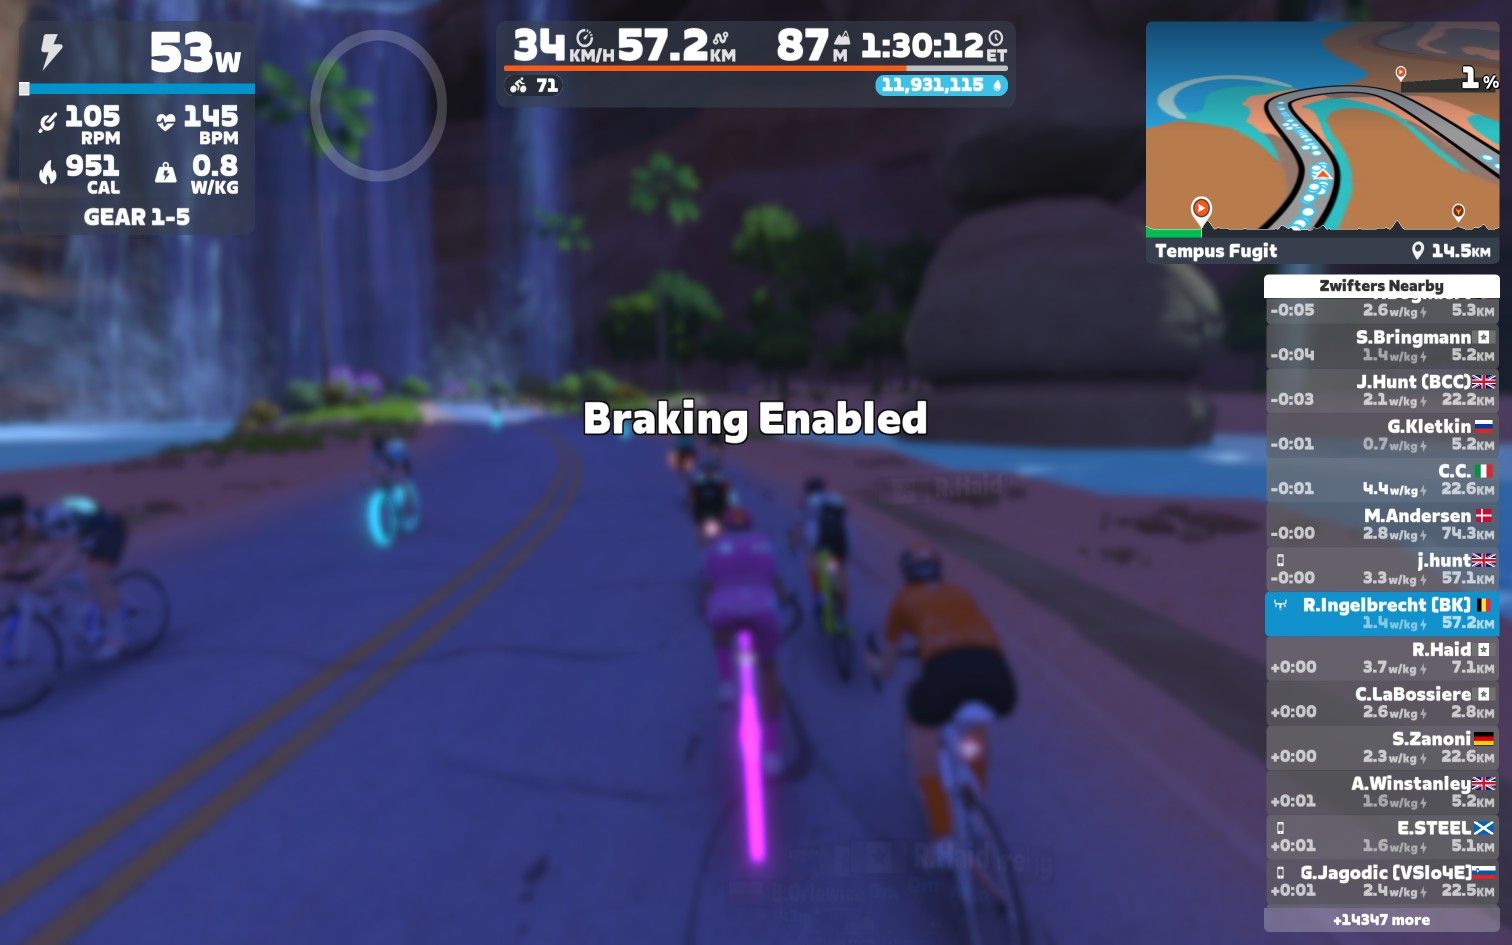 53w
105 RPM
145 BPM
951 CAL
0.8 W/KG
GEAR 1-5
34 KM/H 57.2 KM 87 M 1:30:12 ET
71
11,931,115
1%
Tempus Fugit 14.5KM
Zwifters Nearby
-0:05 2.6w/kg 5.3KM
S.Bringmann
-0:04 1.4w/kg 5.2KM
J.Hunt (BCC)
-0:03 2.1w/kg 22.2KM
G.Kletkin
-0:01 0.7w/kg 5.2KM
C.C.
-0:01 4.4w/kg 22.6KM
M.Andersen
-0:00 2.8w/kg 74.3KM
j.hunt
-0:00 3.3w/kg 57.1KM
R.Ingelbrecht [BK]
1.4w/kg 57.2KM
R.Haid
+0:00 3.7w/kg 7.1KM
C.LaBossiere
+0:00 2.6w/kg 2.8KM
S.Zanoni
+0:00 2.3w/kg 22.6KM
A.Winstanley
+0:01 1.6w/kg 5.2KM
E.STEEL
+0:01 1.6w/kg 5.1KM
G.Jagodic [VSlo4E]
+0:01 2.4w/kg 22.5KM
+14347 more
Braking Enabled
R.Haid